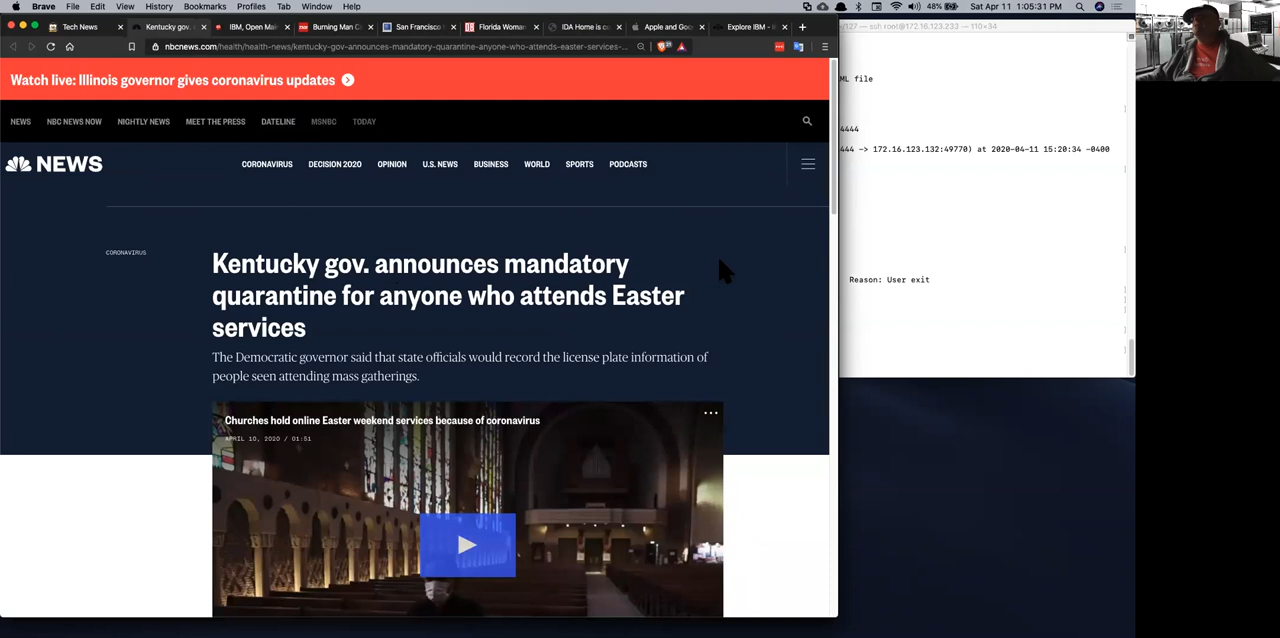 Brave File Edit View History Bookmarks Profiles Tab Window Help
48% Sat Apr 11 1:05:31 PM
Tech News Kentucky gov. IBM, Open Ma Burning Man C San Francisc Florida Woman IDA Home is c Apple and Goo Explore IBM -
127 — ssh root@172.16.123.233 — 110×34
nbcnews.com/health/health-news/kentucky-gov-announces-mandatory-quarantine-anyone-who-attends-easter-services-...
Watch live: Illinois governor gives coronavirus updates
NEWS NBC NEWS NOW NIGHTLY NEWS MEET THE PRESS DATELINE MSNBC TODAY
NEWS CORONAVIRUS DECISION 2020 OPINION U.S. NEWS BUSINESS WORLD SPORTS PODCASTS
CORONAVIRUS
Kentucky gov. announces mandatory
quarantine for anyone who attends Easter
services
The Democratic governor said that state officials would record the license plate information of
people seen attending mass gatherings.
Churches hold online Easter weekend services because of coronavirus
APRIL 10, 2020 / 01:51
ML file
4444
444 -> 172.16.123.132:49770) at 2020-04-11 15:20:34 -0400
Reason: User exit